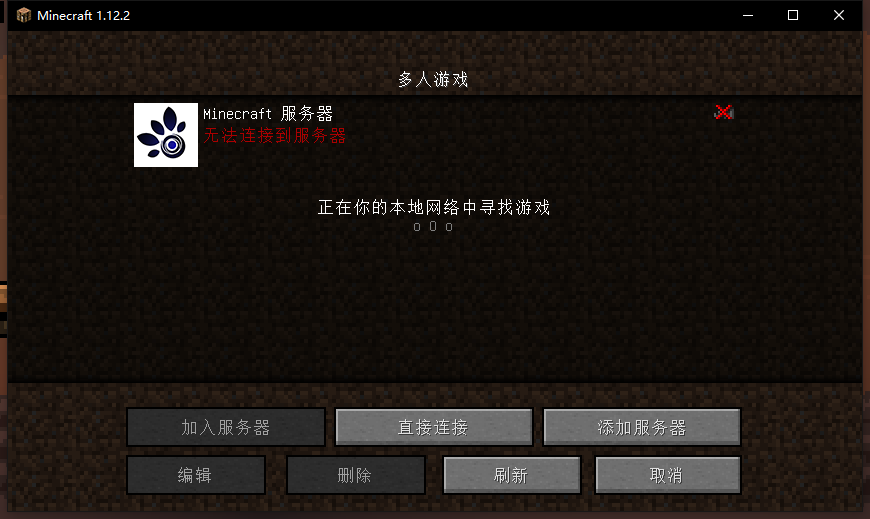 Minecraft 1.12.2
多人游戏
Minecraft 服务器
无法连接到服务器
正在你的本地网络中寻找游戏
o O o
加入服务器
直接连接
添加服务器
编辑
删除
刷新
取消